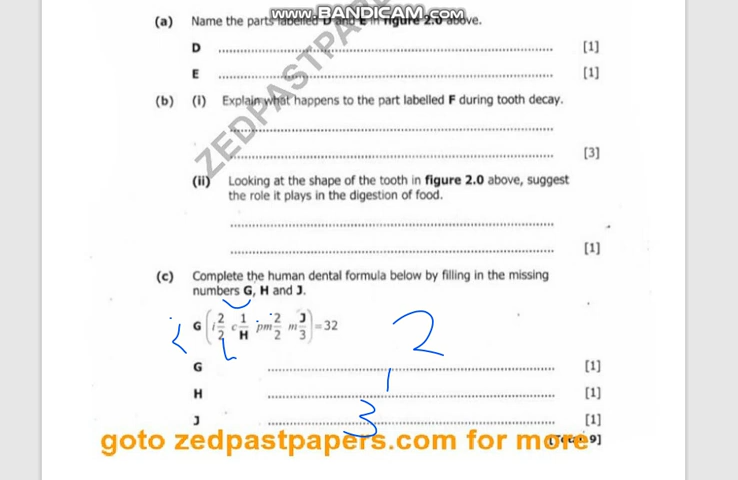 WWW.BANDICAM.COM
(a) Name the parts labelled D and E in figure 2.0 above.
D ........................................ [1]
E ........................................ [1]
(b) (i) Explain what happens to the part labelled F during tooth decay.
........................................
........................................ [3]
ZEDPASTPAPE
(ii) Looking at the shape of the tooth in figure 2.0 above, suggest
the role it plays in the digestion of food.
........................................
........................................ [1]
(c) Complete the human dental formula below by filling in the missing
numbers G, H and J.
G (i 2/2 c 1/H pm 2/2 m J/3) = 32
2
G ........................................ [1]
1
H ........................................ [1]
3
J ........................................ [1]
goto zedpastpapers.com for more 9]